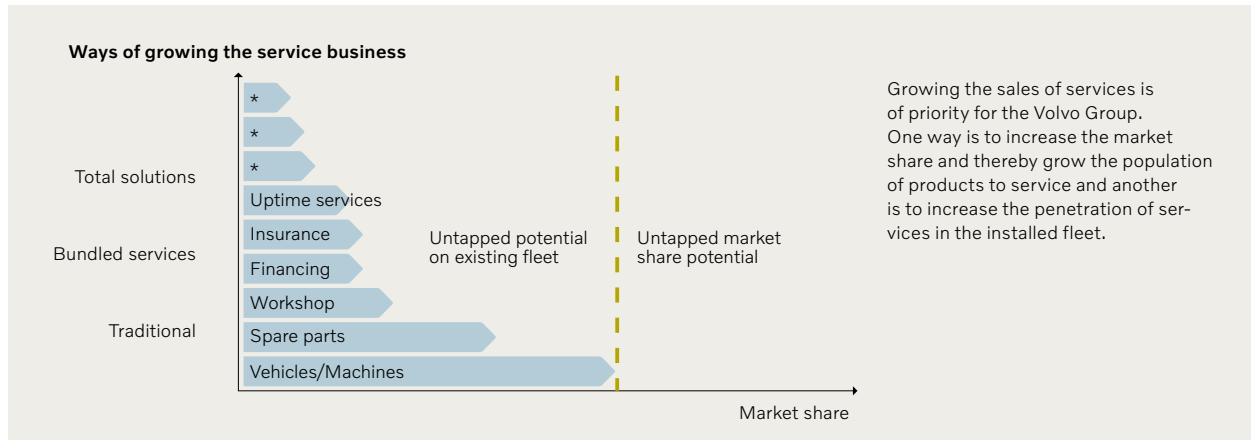 Ways of growing the service business
*
*
*
Total solutions
Uptime services
Insurance
Bundled services
Financing
Workshop
Traditional
Spare parts
Vehicles/Machines
Untapped potential
on existing fleet
Untapped market
share potential
Market share
Growing the sales of services is
of priority for the Volvo Group.
One way is to increase the market
share and thereby grow the population
of products to service and another
is to increase the penetration of ser-
vices in the installed fleet.